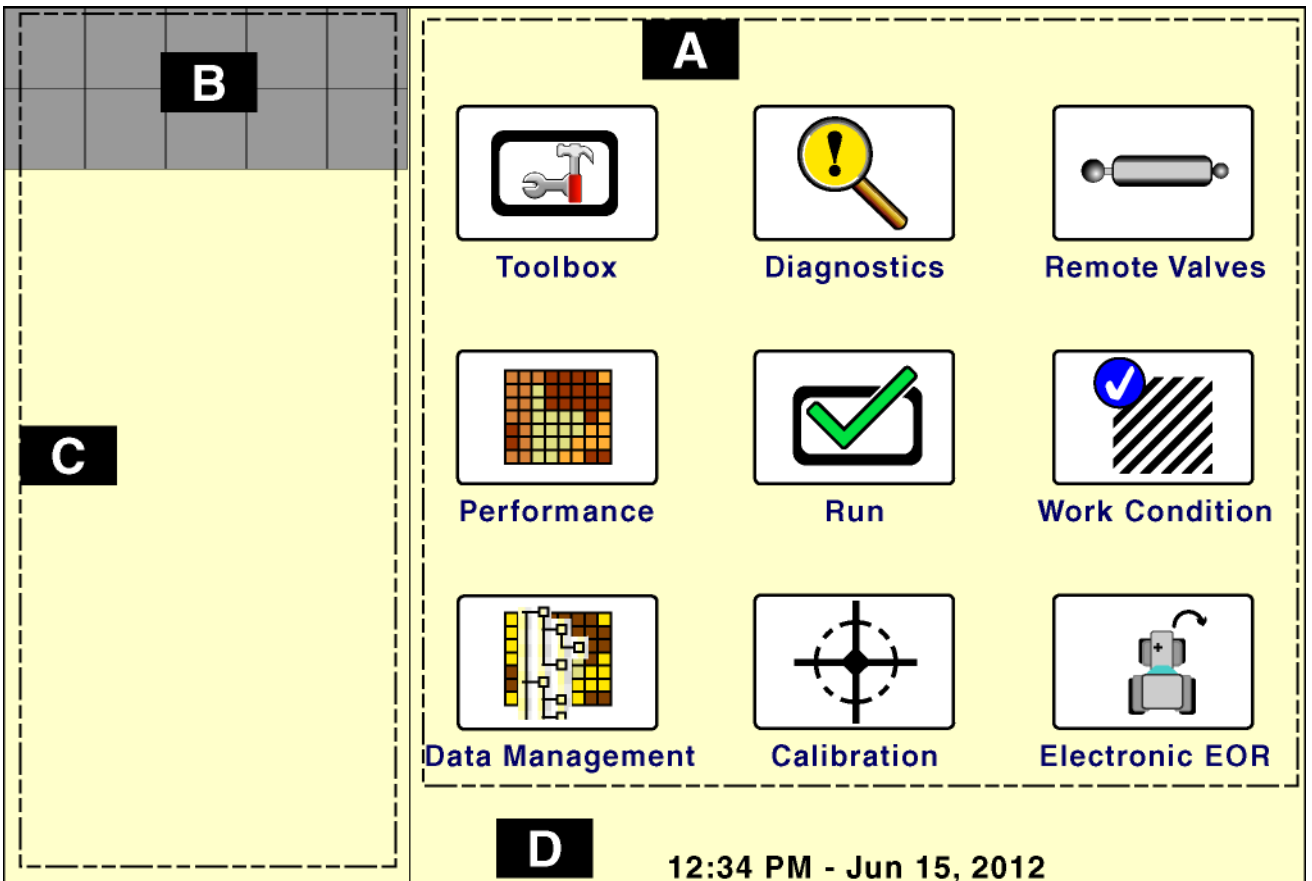 A
B
Toolbox
Diagnostics
Remote Valves
C
Performance
Run
Work Condition
Data Management
Calibration
Electronic EOR
D
12:34 PM - Jun 15, 2012